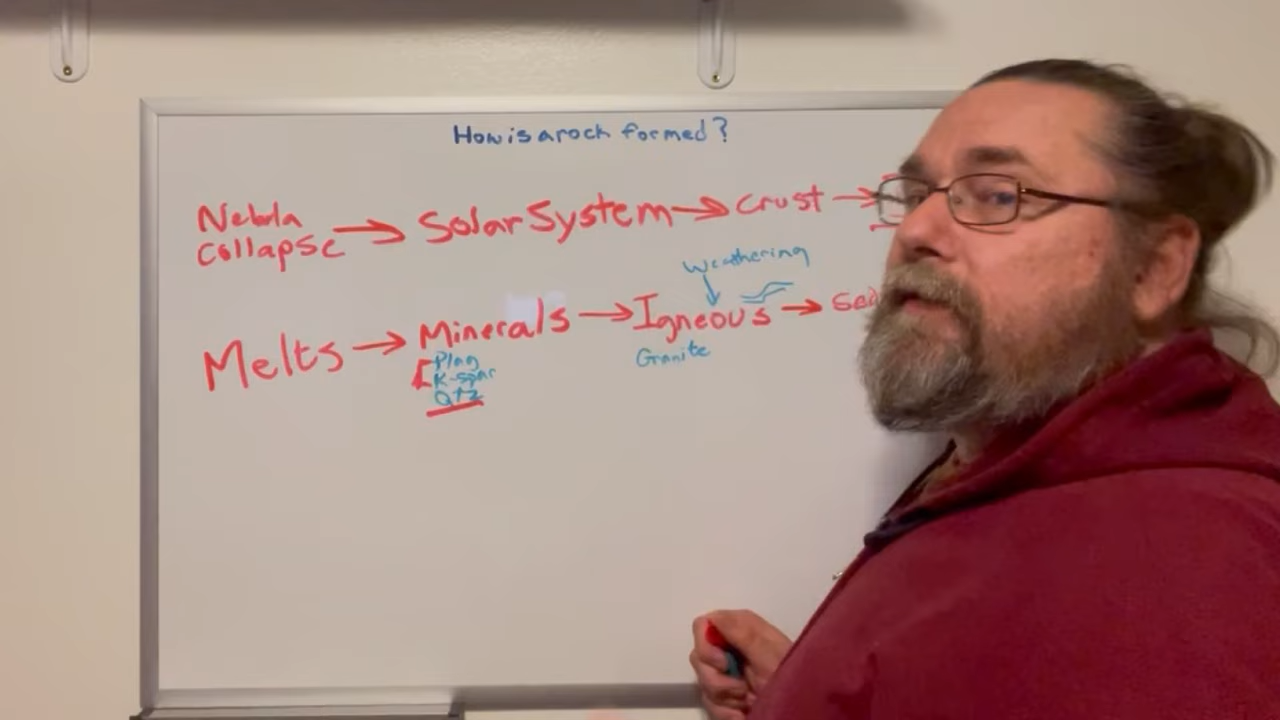 How is a rock formed?
Nebula
Collapse → Solar System → Crust →
Weathering
Melts → Minerals → Igneous → Sed
Plag
K-spar
Qtz
Granite